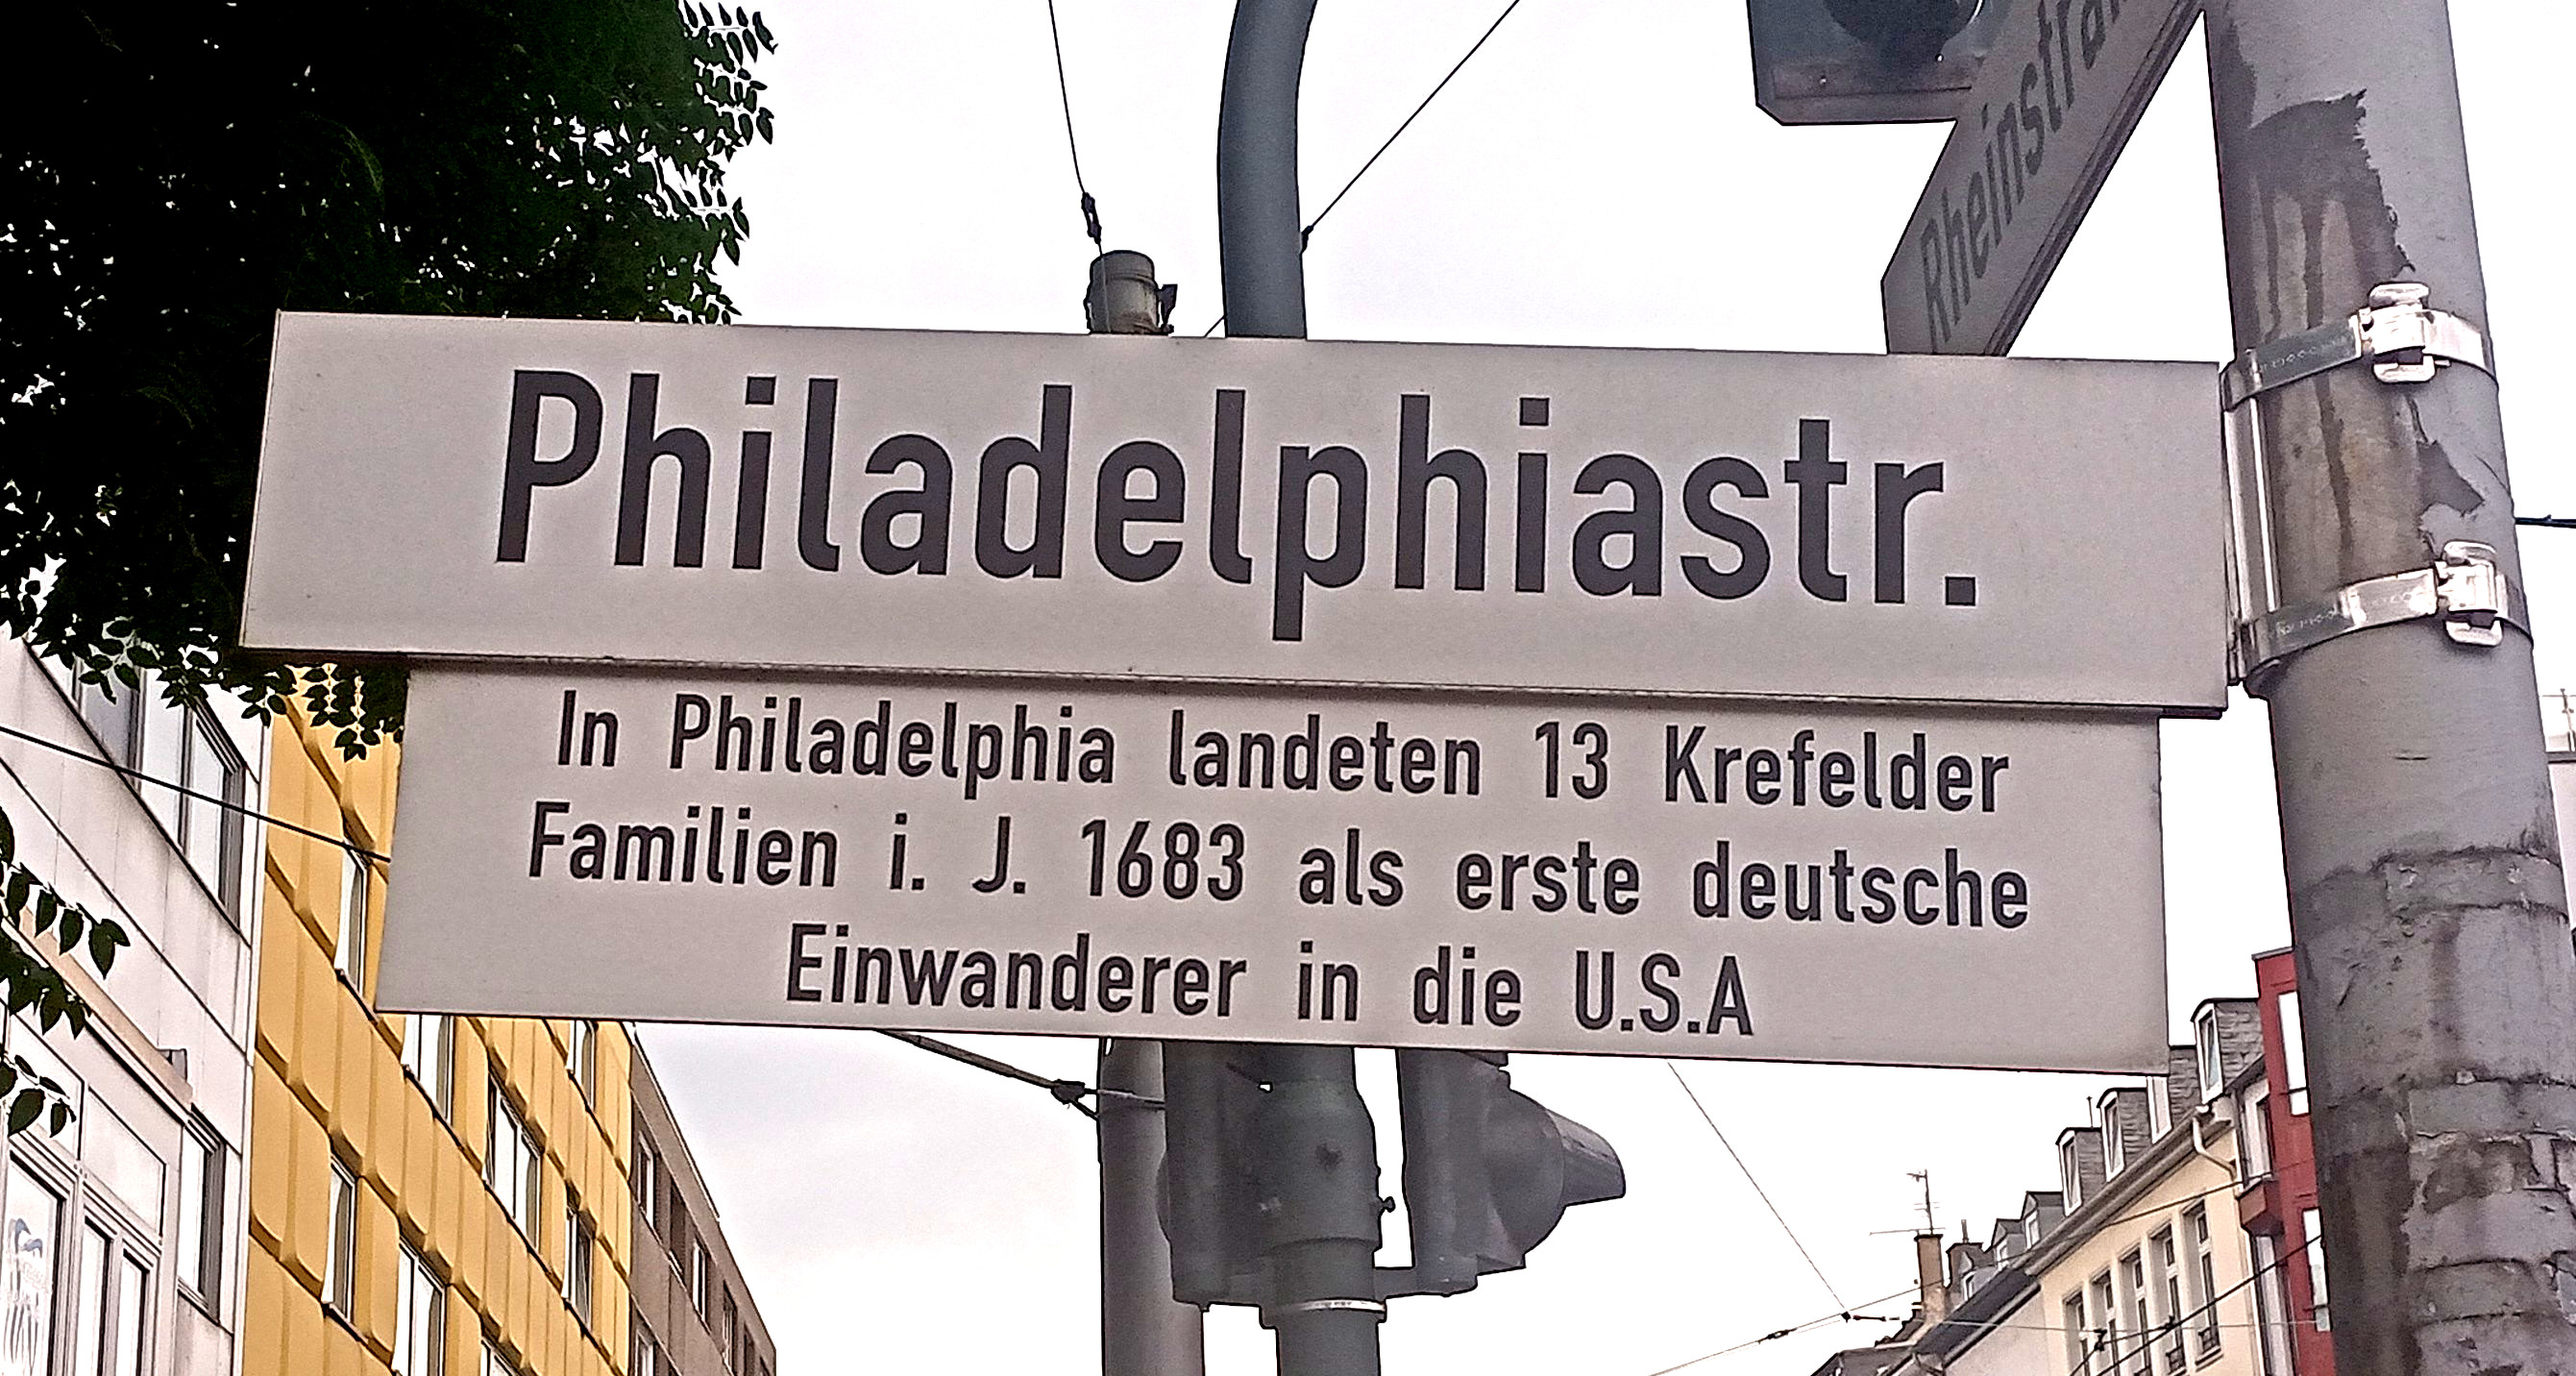 Philadelphiastr.
In Philadelphia landeten 13 Krefelder
Familien i. J. 1683 als erste deutsche
Einwanderer in die U.S.A